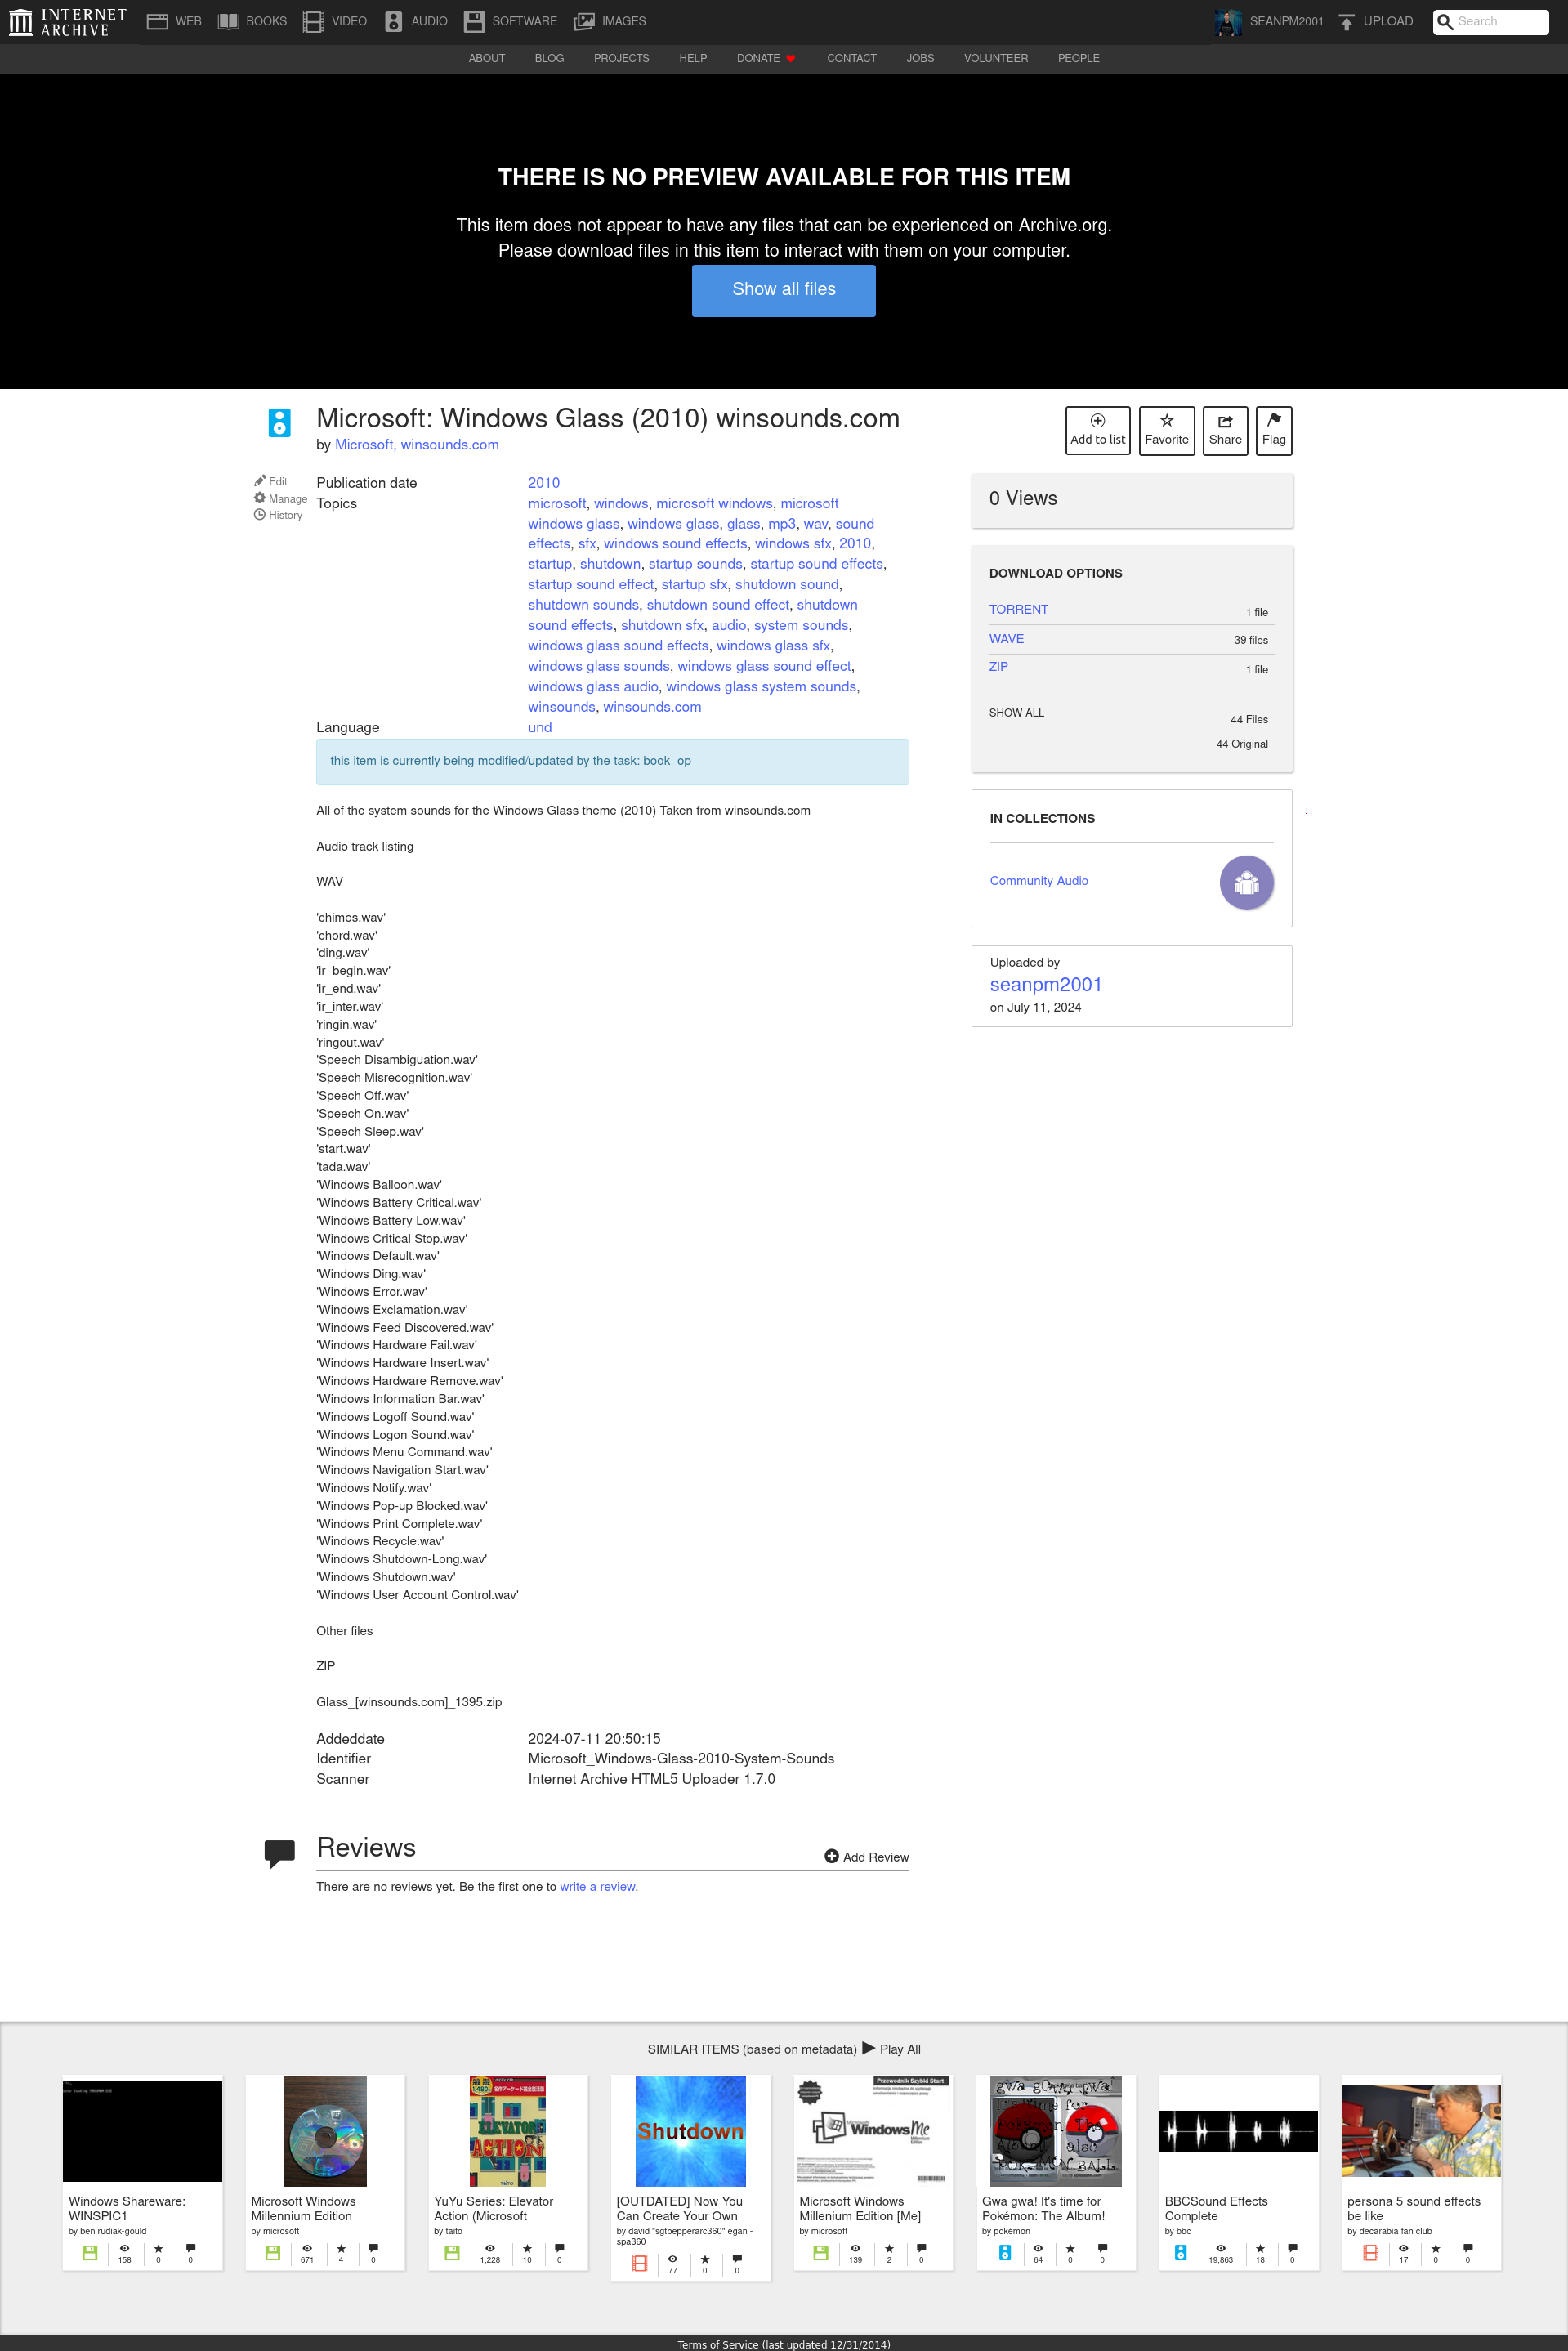 INTERNET
ARCHIVE
WEB
BOOKS
VIDEO
AUDIO
SOFTWARE
IMAGES
SEANPM2001
UPLOAD
Search
ABOUT
BLOG
PROJECTS
HELP
DONATE
CONTACT
JOBS
VOLUNTEER
PEOPLE
THERE IS NO PREVIEW AVAILABLE FOR THIS ITEM
This item does not appear to have any files that can be experienced on Archive.org.
Please download files in this item to interact with them on your computer.
Show all files
Microsoft: Windows Glass (2010) winsounds.com
by Microsoft, winsounds.com
Add to list
Favorite
Share
Flag
Edit
Manage
History
Publication date 2010
Topics microsoft, windows, microsoft windows, microsoft
windows glass, windows glass, glass, mp3, wav, sound
effects, sfx, windows sound effects, windows sfx, 2010,
startup, shutdown, startup sounds, startup sound effects,
startup sound effect, startup sfx, shutdown sound,
shutdown sounds, shutdown sound effect, shutdown
sound effects, shutdown sfx, audio, system sounds,
windows glass sound effects, windows glass sfx,
windows glass sounds, windows glass sound effect,
windows glass audio, windows glass system sounds,
winsounds, winsounds.com
Language und
this item is currently being modified/updated by the task: book_op
All of the system sounds for the Windows Glass theme (2010) Taken from winsounds.com
Audio track listing
WAV
'chimes.wav'
'chord.wav'
'ding.wav'
'ir_begin.wav'
'ir_end.wav'
'ir_inter.wav'
'ringin.wav'
'ringout.wav'
'Speech Disambiguation.wav'
'Speech Misrecognition.wav'
'Speech Off.wav'
'Speech On.wav'
'Speech Sleep.wav'
'start.wav'
'tada.wav'
'Windows Balloon.wav'
'Windows Battery Critical.wav'
'Windows Battery Low.wav'
'Windows Critical Stop.wav'
'Windows Default.wav'
'Windows Ding.wav'
'Windows Error.wav'
'Windows Exclamation.wav'
'Windows Feed Discovered.wav'
'Windows Hardware Fail.wav'
'Windows Hardware Insert.wav'
'Windows Hardware Remove.wav'
'Windows Information Bar.wav'
'Windows Logoff Sound.wav'
'Windows Logon Sound.wav'
'Windows Menu Command.wav'
'Windows Navigation Start.wav'
'Windows Notify.wav'
'Windows Pop-up Blocked.wav'
'Windows Print Complete.wav'
'Windows Recycle.wav'
'Windows Shutdown-Long.wav'
'Windows Shutdown.wav'
'Windows User Account Control.wav'
Other files
ZIP
Glass_[winsounds.com]_1395.zip
Addeddate 2024-07-11 20:50:15
Identifier Microsoft_Windows-Glass-2010-System-Sounds
Scanner Internet Archive HTML5 Uploader 1.7.0
0 Views
DOWNLOAD OPTIONS
TORRENT 1 file
WAVE 39 files
ZIP 1 file
SHOW ALL 44 Files
44 Original
IN COLLECTIONS
Community Audio
Uploaded by
seanpm2001
on July 11, 2024
Reviews
Add Review
There are no reviews yet. Be the first one to write a review.
SIMILAR ITEMS (based on metadata) Play All
Windows Shareware:
WINSPIC1
by ben rudiak-gould
158 0 0
Microsoft Windows
Millennium Edition
by microsoft
671 4 0
ELEVATOR
ACTION
YuYu Series: Elevator
Action (Microsoft
by taito
1,228 10 0
Shutdown
[OUTDATED] Now You
Can Create Your Own
by david "sgtpepperarc360" egan -
spa360
77 0 0
Przewodnik Szybki Start
Windows Me
Microsoft Windows
Millenium Edition [Me]
by microsoft
139 2 0
Gwa gwa! It's time for
Pokémon: The Album!
by pokémon
64 0 0
BBCSound Effects
Complete
by bbc
19,863 18 0
persona 5 sound effects
be like
by decarabia fan club
17 0 0
Terms of Service (last updated 12/31/2014)